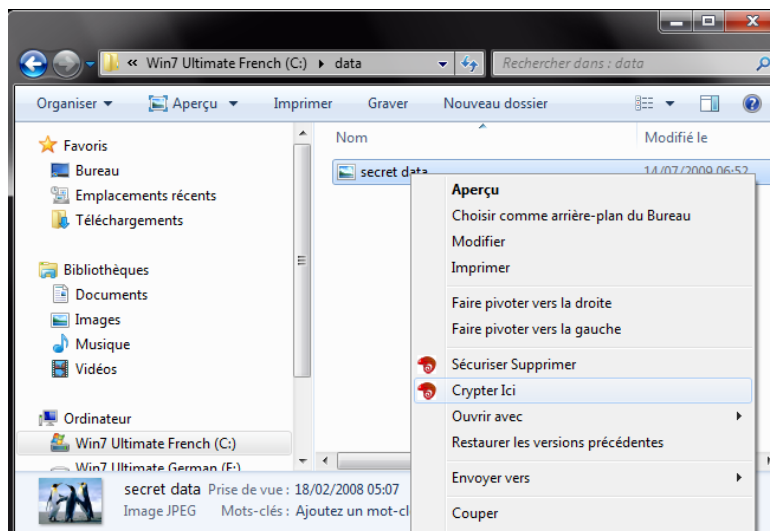 « Win7 Ultimate French (C:) ▸ data
Rechercher dans : data
Organiser ▼ Aperçu ▼ Imprimer Graver Nouveau dossier
Nom Modifié le
secret data 14/07/2009 06:52
Favoris
Bureau
Emplacements récents
Téléchargements
Bibliothèques
Documents
Images
Musique
Vidéos
Ordinateur
Win7 Ultimate French (C:)
Win7 Ultimate German (E:)
Aperçu
Choisir comme arrière-plan du Bureau
Modifier
Imprimer
Faire pivoter vers la droite
Faire pivoter vers la gauche
Sécuriser Supprimer
Crypter Ici
Ouvrir avec
Restaurer les versions précédentes
Envoyer vers
Couper
secret data Prise de vue : 18/02/2008 05:07
Image JPEG Mots-clés : Ajoutez un mot-cl